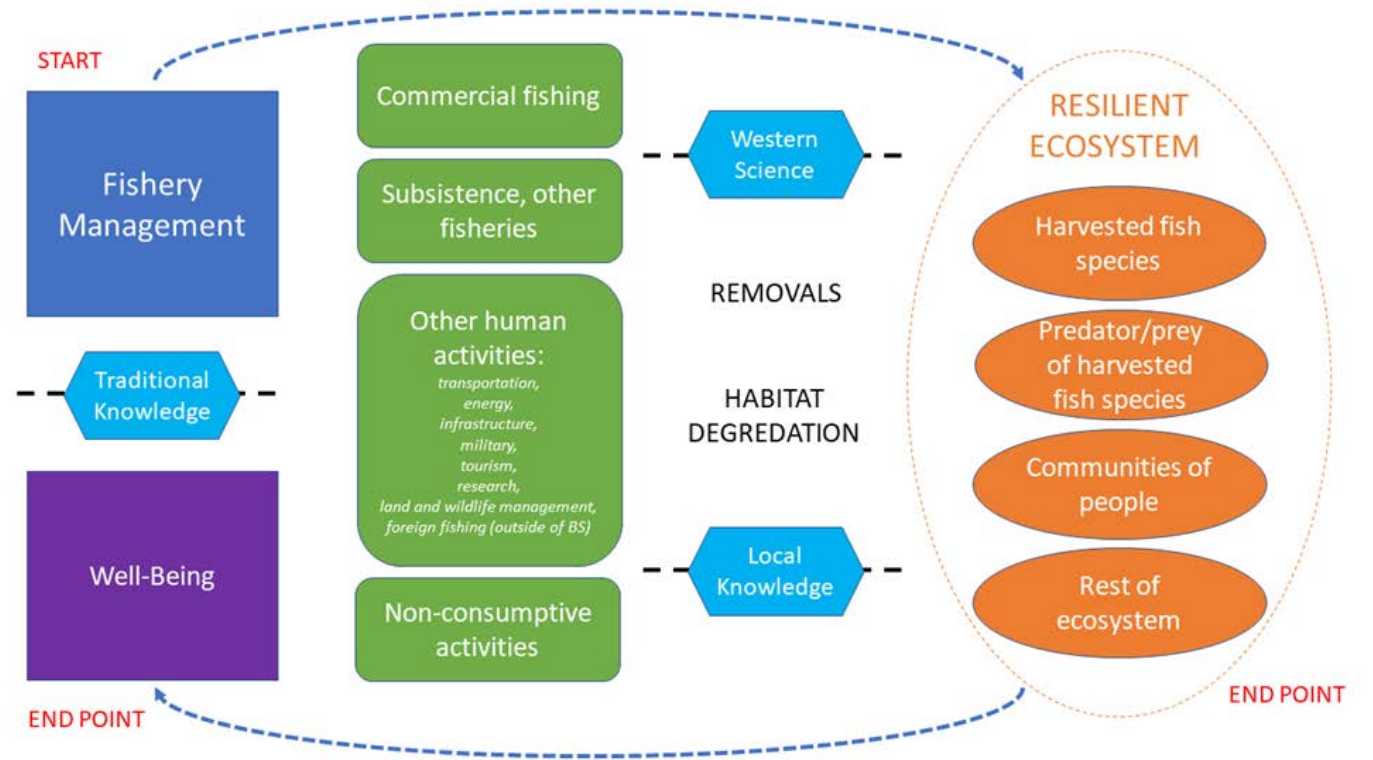 START
Fishery
Management
Traditional
Knowledge
Well-Being
END POINT
Commercial fishing
Subsistence, other
fisheries
Other human
activities:
transportation,
energy,
infrastructure,
military,
tourism,
research,
land and wildlife management,
foreign fishing (outside of BS)
Non-consumptive
activities
Western
Science
REMOVALS
HABITAT
DEGREDATION
Local
Knowledge
RESILIENT
ECOSYSTEM
Harvested fish
species
Predator/prey
of harvested
fish species
Communities of
people
Rest of
ecosystem
END POINT